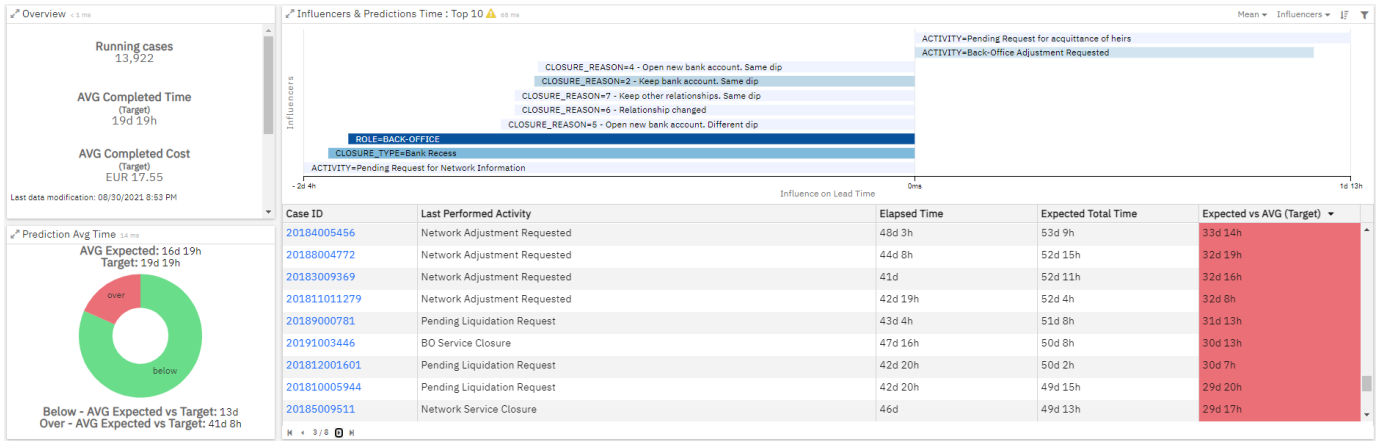 Overview < 1 ms
Running cases
13,922
AVG Completed Time
(Target)
19d 19h
AVG Completed Cost
(Target)
EUR 17.55
Last data modification: 08/30/2021 8:53 PM
Prediction Avg Time 14 ms
AVG Expected: 16d 19h
Target: 19d 19h
over
below
Below - AVG Expected vs Target: 13d
Over - AVG Expected vs Target: 41d 8h
Influencers & Predictions Time : Top 10 68 ms
Mean Influencers
Influencers
ACTIVITY=Pending Request for acquittance of heirs
ACTIVITY=Back-Office Adjustment Requested
CLOSURE_REASON=4 - Open new bank account. Same dip
CLOSURE_REASON=2 - Keep bank account. Same dip
CLOSURE_REASON=7 - Keep other relationships. Same dip
CLOSURE_REASON=6 - Relationship changed
CLOSURE_REASON=5 - Open new bank account. Different dip
ROLE=BACK-OFFICE
CLOSURE_TYPE=Bank Recess
ACTIVITY=Pending Request for Network Information
- 2d 4h 0ms 1d 13h
Influence on Lead Time
Case ID Last Performed Activity Elapsed Time Expected Total Time Expected vs AVG (Target)
20184005456 Network Adjustment Requested 48d 3h 53d 9h 33d 14h
20188004772 Network Adjustment Requested 44d 8h 52d 15h 32d 19h
20183009369 Network Adjustment Requested 41d 52d 11h 32d 16h
201811011279 Network Adjustment Requested 42d 19h 52d 4h 32d 8h
20189000781 Pending Liquidation Request 43d 4h 51d 8h 31d 13h
20191003446 BO Service Closure 47d 16h 50d 8h 30d 13h
201812001601 Pending Liquidation Request 42d 20h 50d 2h 30d 7h
201810005944 Pending Liquidation Request 42d 20h 49d 15h 29d 20h
20185009511 Network Service Closure 46d 49d 13h 29d 17h
3 / 8